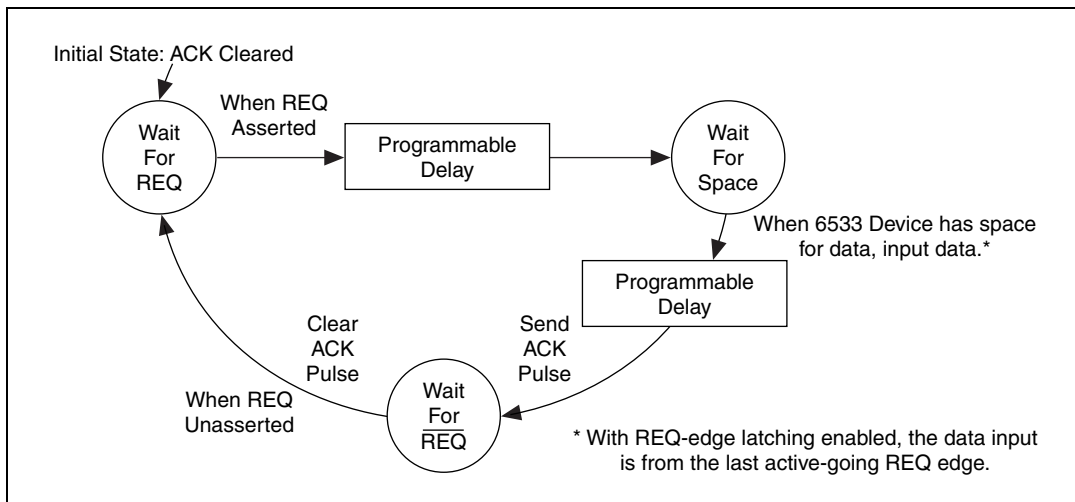 Initial State: ACK Cleared
When REQ
Asserted
Wait
For
REQ
Programmable
Delay
Wait
For
Space
When 6533 Device has space
for data, input data.*
Programmable
Delay
Send
ACK
Pulse
Clear
ACK
Pulse
When REQ
Unasserted
Wait
For
R̅E̅Q̅
* With REQ-edge latching enabled, the data input
is from the last active-going REQ edge.